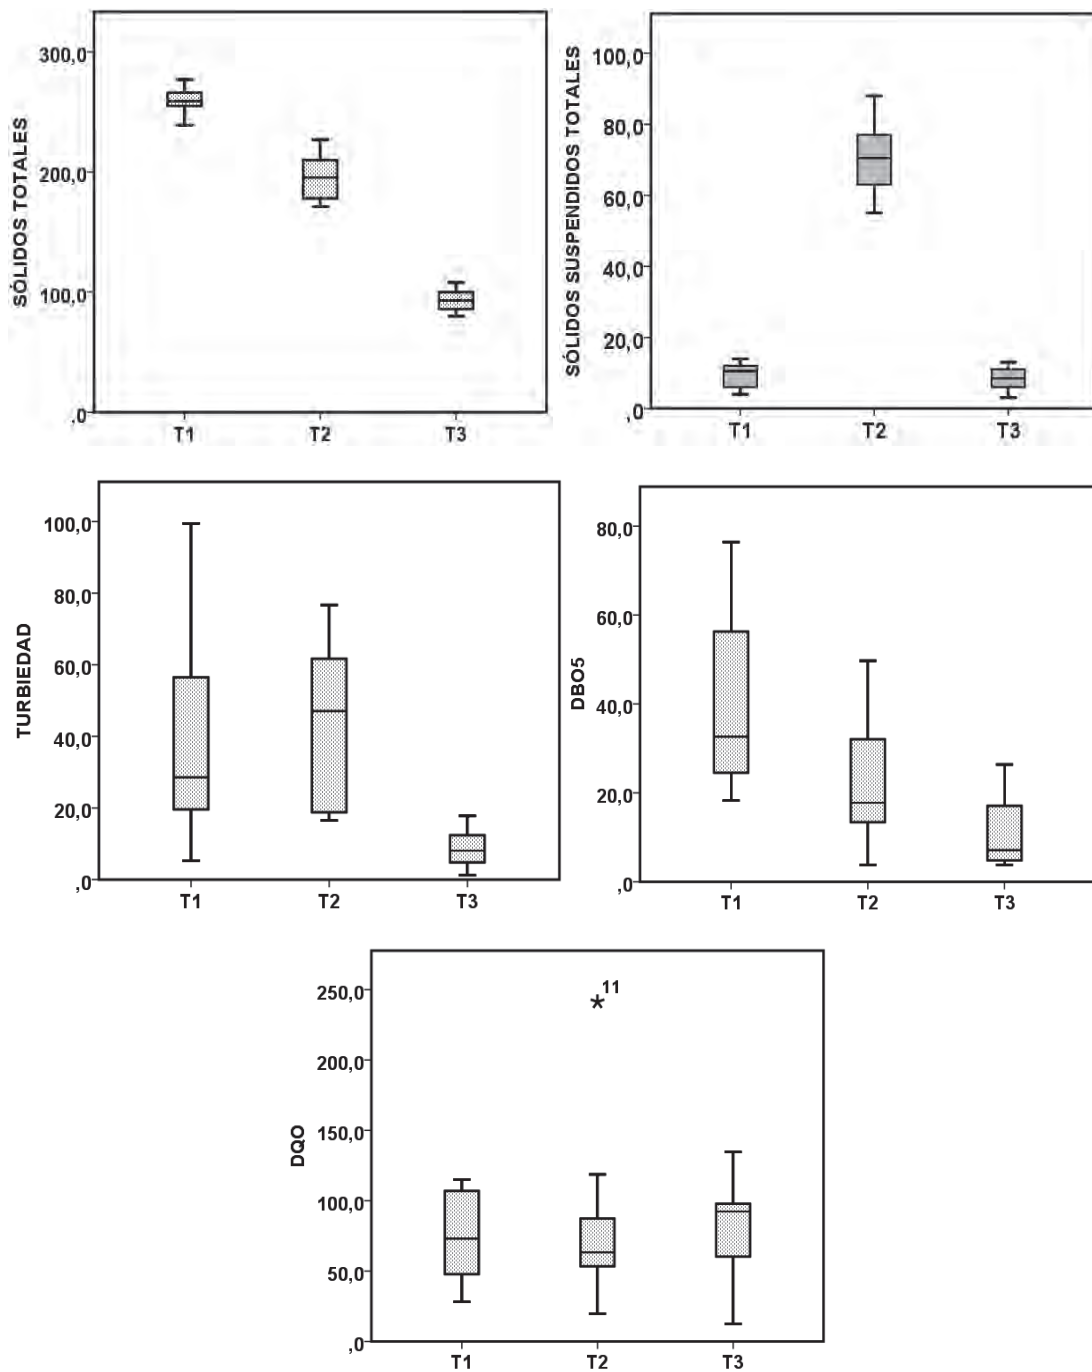 SÓLIDOS TOTALES
300,0
200,0
100,0
,0
T1 T2 T3
SÓLIDOS SUSPENDIDOS TOTALES
100,0
80,0
60,0
40,0
20,0
,0
T1 T2 T3
TURBIEDAD
100,0
80,0
60,0
40,0
20,0
,0
T1 T2 T3
DBO5
80,0
60,0
40,0
20,0
,0
T1 T2 T3
DQO
250,0
200,0
150,0
100,0
50,0
,0
11
T1 T2 T3